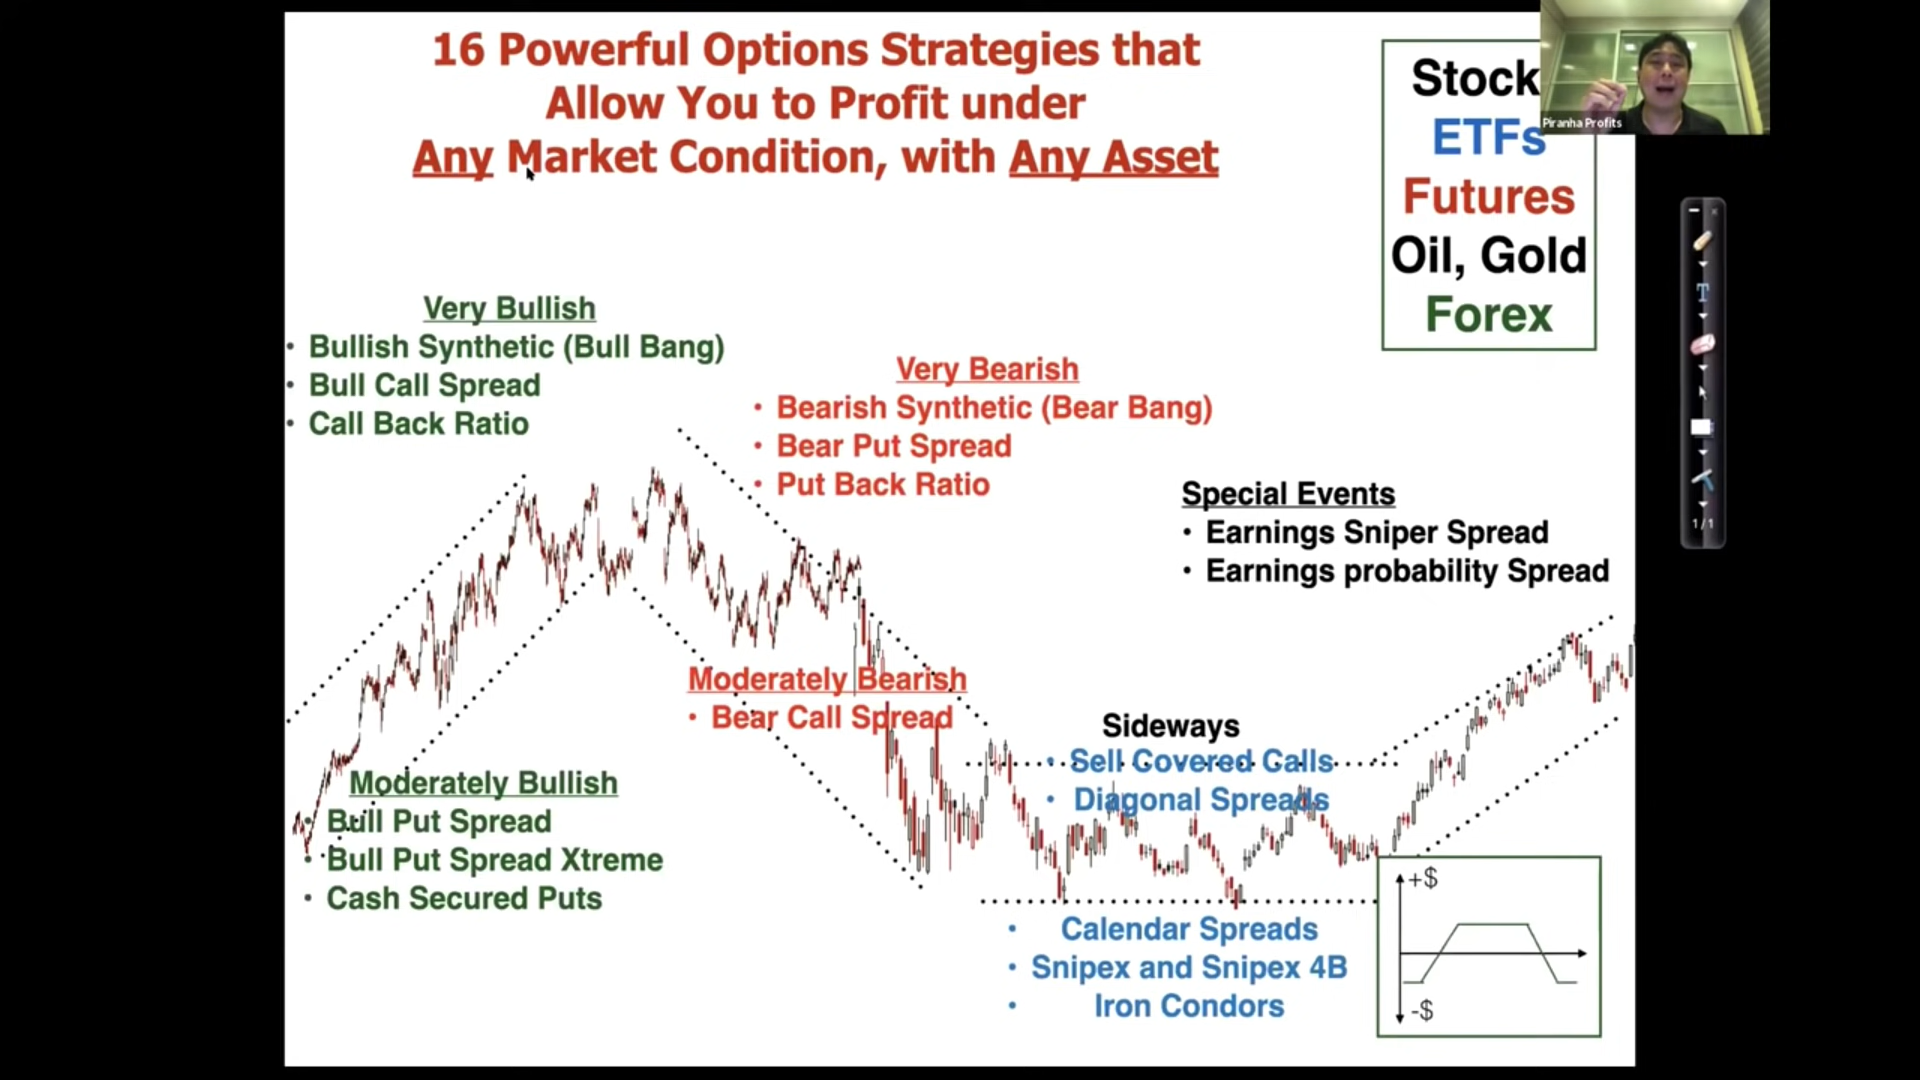 16 Powerful Options Strategies that
Allow You to Profit under
Any Market Condition, with Any Asset
Stock
ETFs
Futures
Oil, Gold
Forex
Piranha Profits
Very Bullish
• Bullish Synthetic (Bull Bang)
• Bull Call Spread
• Call Back Ratio
Very Bearish
• Bearish Synthetic (Bear Bang)
• Bear Put Spread
• Put Back Ratio
Special Events
• Earnings Sniper Spread
• Earnings probability Spread
Moderately Bearish
• Bear Call Spread
Moderately Bullish
• Bull Put Spread
• Bull Put Spread Xtreme
• Cash Secured Puts
Sideways
• Sell Covered Calls
• Diagonal Spreads
• Calendar Spreads
• Snipex and Snipex 4B
• Iron Condors
+$
-$
T
1/1